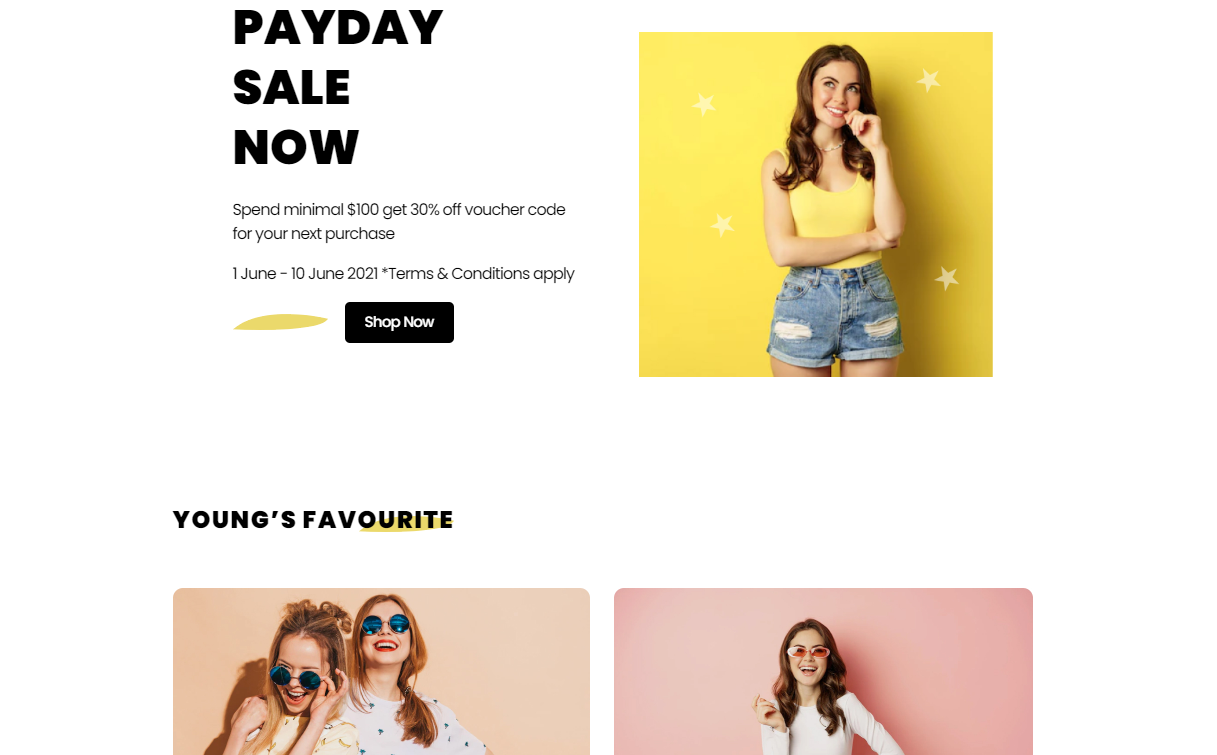 PAYDAY
SALE
NOW
Spend minimal $100 get 30% off voucher code
for your next purchase
1 June - 10 June 2021 *Terms & Conditions apply
Shop Now
YOUNG’S FAVOURITE